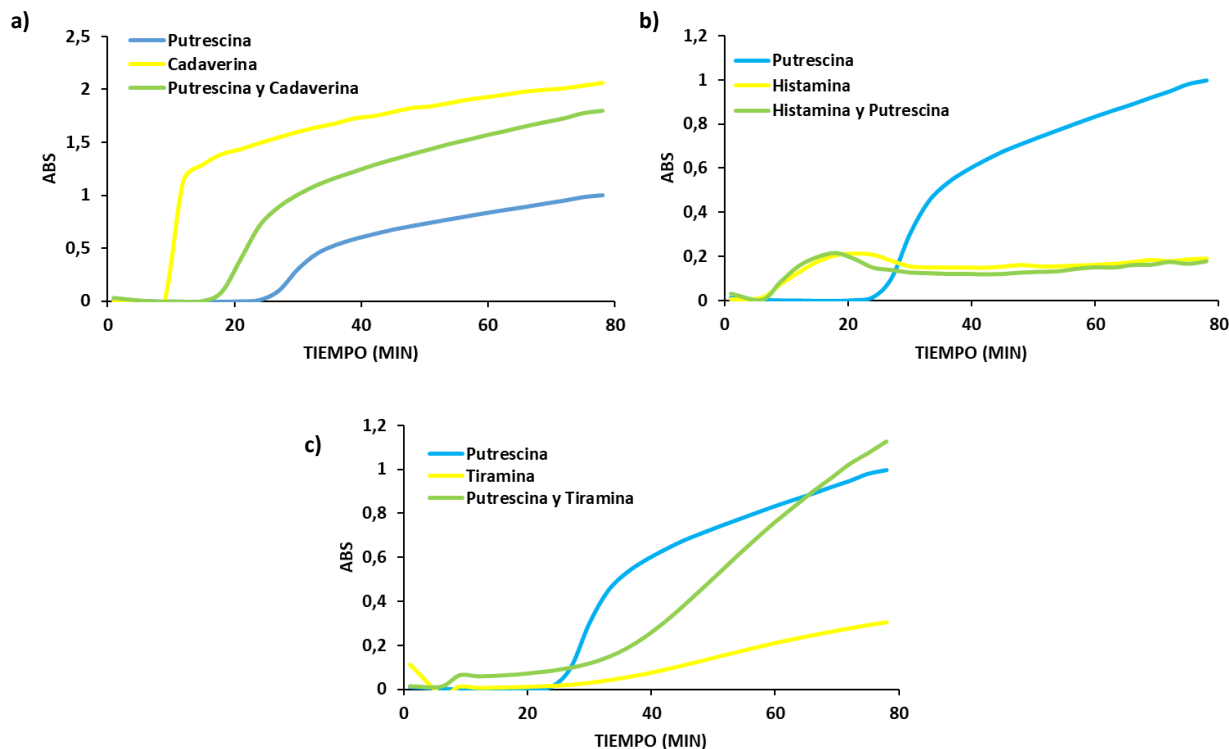 a)
2,5
2
1,5
1
0,5
0
ABS
Putrescina
Cadaverina
Putrescina y Cadaverina
0 20 40 60 80
TIEMPO (MIN)
b)
1,2
1
0,8
0,6
0,4
0,2
0
ABS
Putrescina
Histamina
Histamina y Putrescina
0 20 40 60 80
TIEMPO (MIN)
c)
1,2
1
0,8
0,6
0,4
0,2
0
ABS
Putrescina
Tiramina
Putrescina y Tiramina
0 20 40 60 80
TIEMPO (MIN)